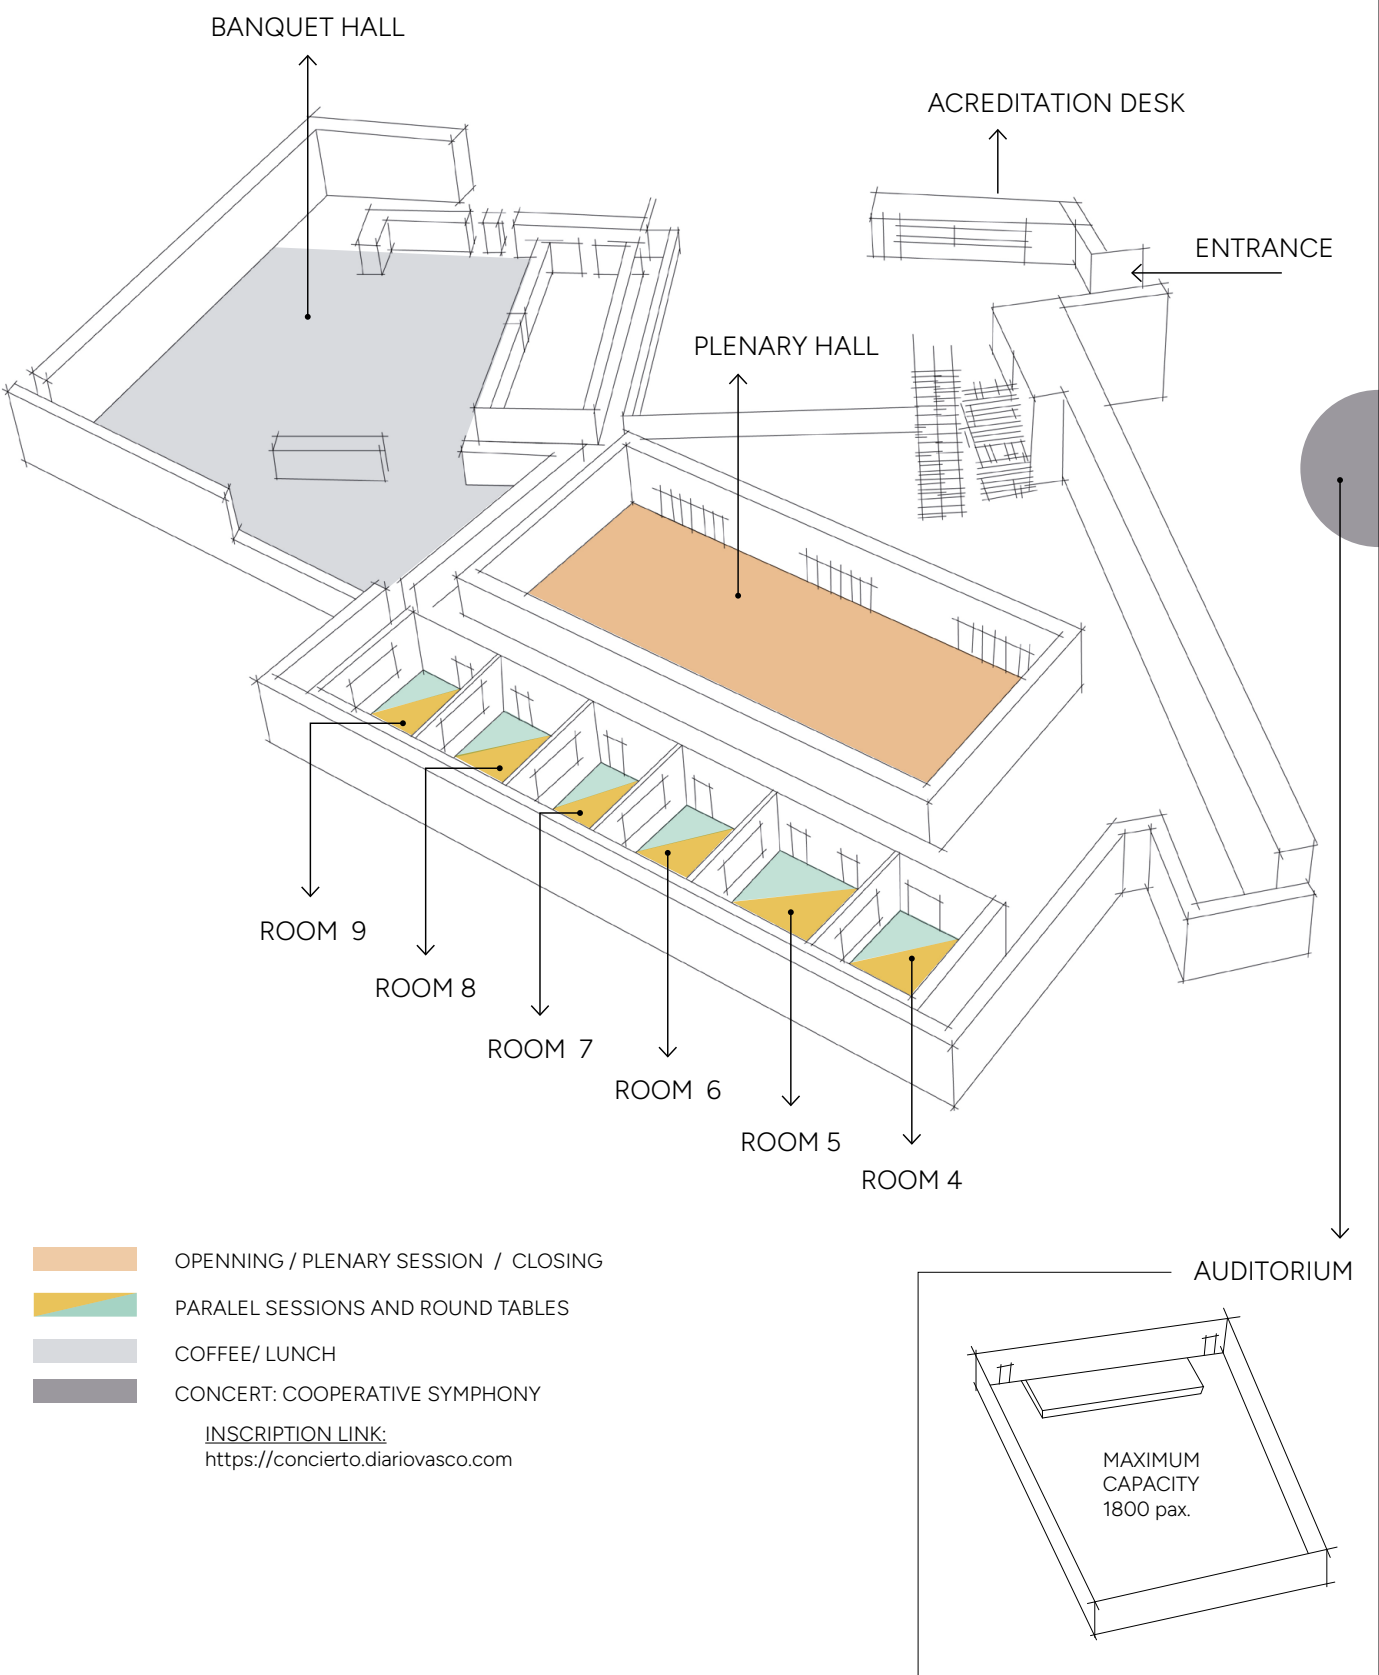 BANQUET HALL
ACREDITATION DESK
ENTRANCE
PLENARY HALL
ROOM 9
ROOM 8
ROOM 7
ROOM 6
ROOM 5
ROOM 4
OPENNING / PLENARY SESSION / CLOSING
PARALEL SESSIONS AND ROUND TABLES
COFFEE/ LUNCH
CONCERT: COOPERATIVE SYMPHONY
INSCRIPTION LINK:
https://concierto.diariovasco.com
AUDITORIUM
MAXIMUM
CAPACITY
1800 pax.